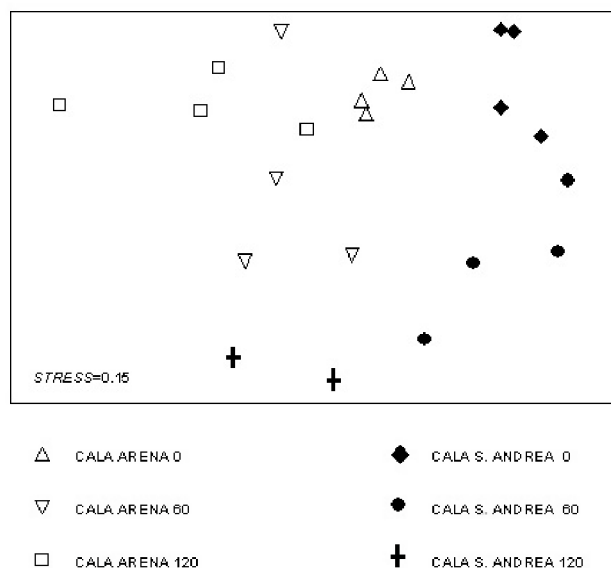 STRESS=0.15
CALA ARENA 0
CALA S. ANDREA 0
CALA ARENA 60
CALA S. ANDREA 60
CALA ARENA 120
CALA S. ANDREA 120